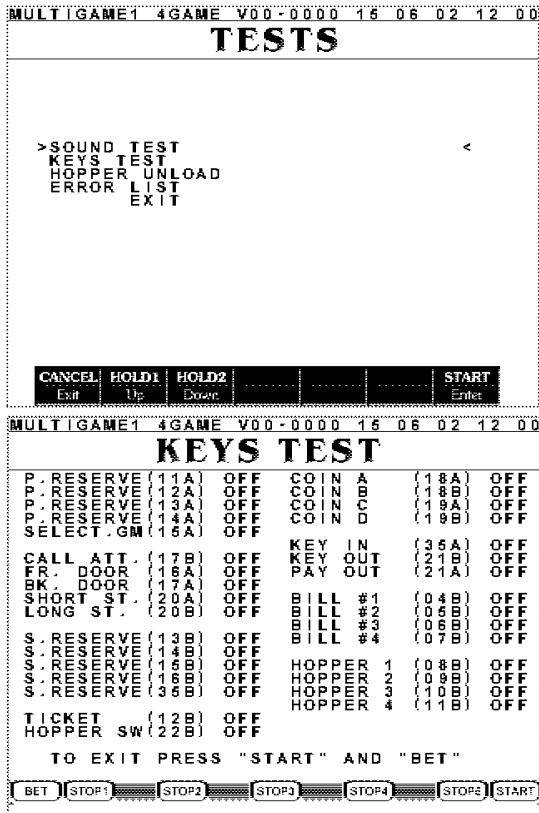 MULTIGAME1 4GAME V00-0000 15 06 02 12 00
TESTS
>SOUND TEST <
KEYS TEST
HOPPER UNLOAD
ERROR LIST
EXIT
CANCEL HOLD1 HOLD2 START
Exit Up Down Enter
MULTIGAME1 4GAME V00-0000 15 06 02 12 00
KEYS TEST
P.RESERVE(11A) OFF COIN A (18A) OFF
P.RESERVE(12A) OFF COIN B (18B) OFF
P.RESERVE(13A) OFF COIN C (19A) OFF
P.RESERVE(14A) OFF COIN D (19B) OFF
SELECT.GM(15A) OFF
KEY IN (35A) OFF
CALL ATT.(17B) OFF KEY OUT (21B) OFF
FR. DOOR (16A) OFF PAY OUT (21A) OFF
BK. DOOR (17A) OFF
SHORT ST.(20A) OFF BILL #1 (04B) OFF
LONG ST. (20B) OFF BILL #2 (05B) OFF
BILL #3 (06B) OFF
S.RESERVE(13B) OFF BILL #4 (07B) OFF
S.RESERVE(14B) OFF
S.RESERVE(15B) OFF HOPPER 1 (08B) OFF
S.RESERVE(16B) OFF HOPPER 2 (09B) OFF
S.RESERVE(35B) OFF HOPPER 3 (10B) OFF
HOPPER 4 (11B) OFF
TICKET (12B) OFF
HOPPER SW(22B) OFF
TO EXIT PRESS "START" AND "BET"
BET STOP1 STOP2 STOP3 STOP4 STOP5 START